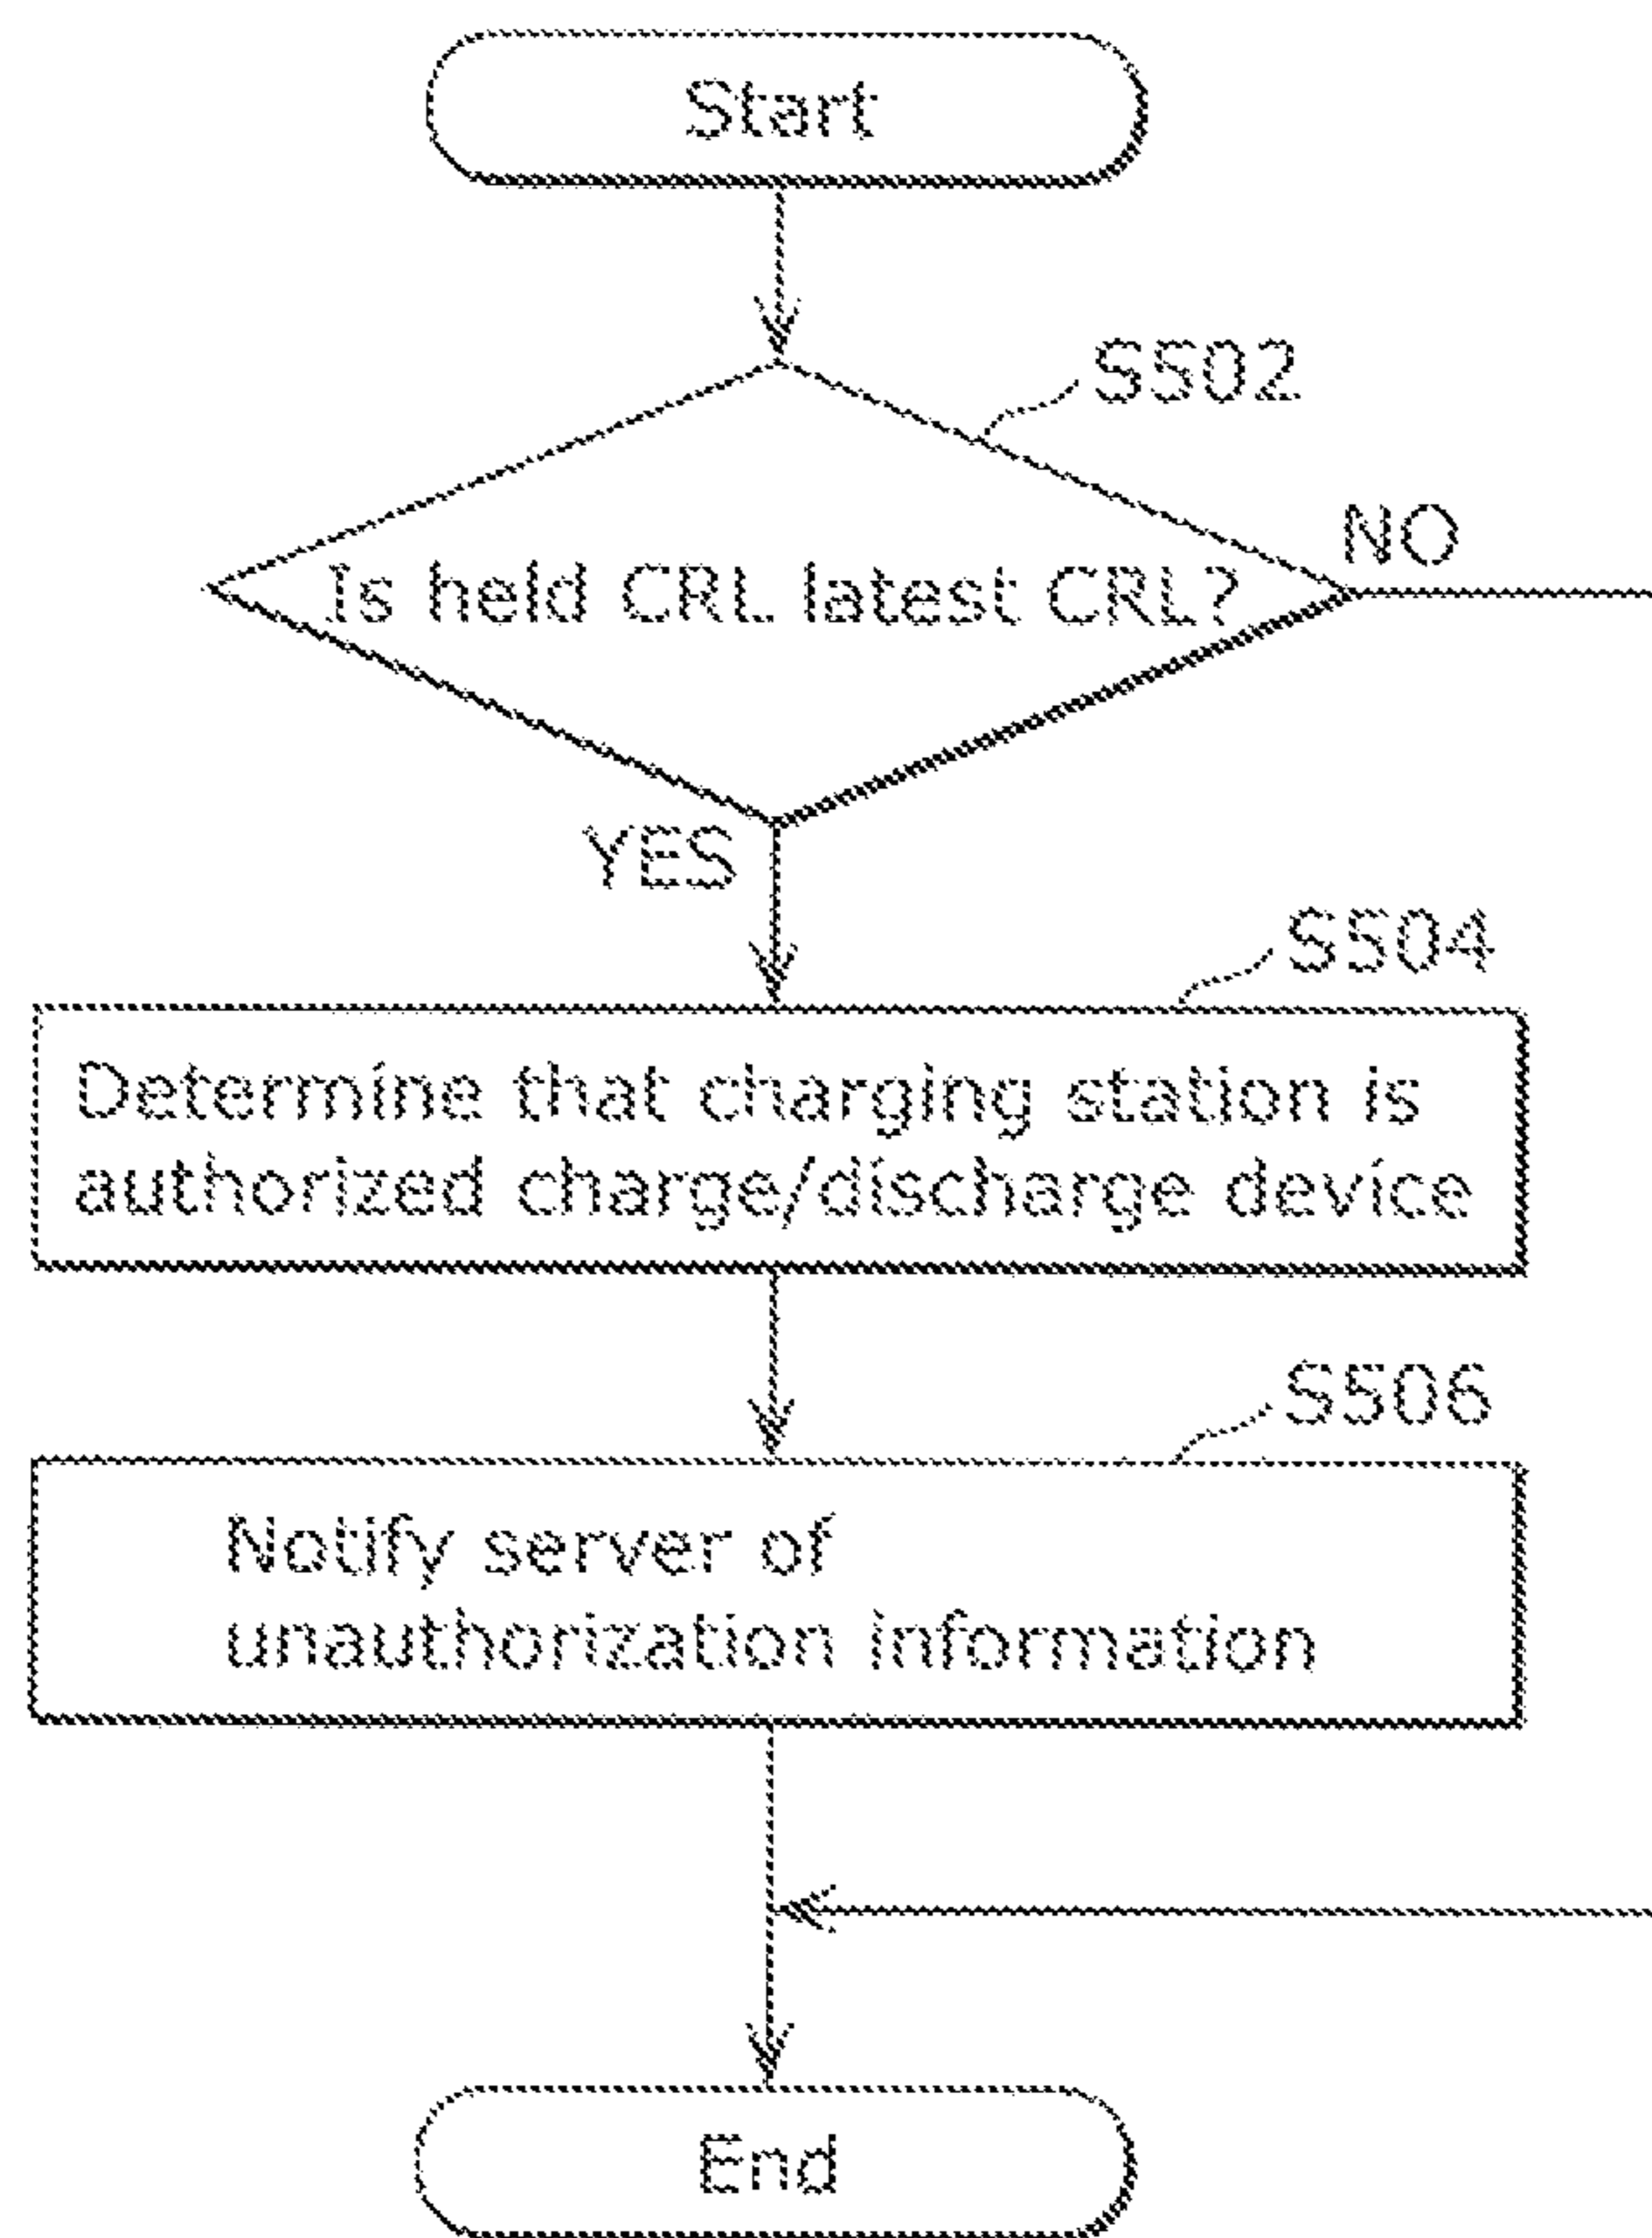 Start
S502
Is held CRL latest CRL?
NO
YES
S504
Determine that charging station is
authorized charge/discharge device
S506
Notify server of
unauthorization information
End